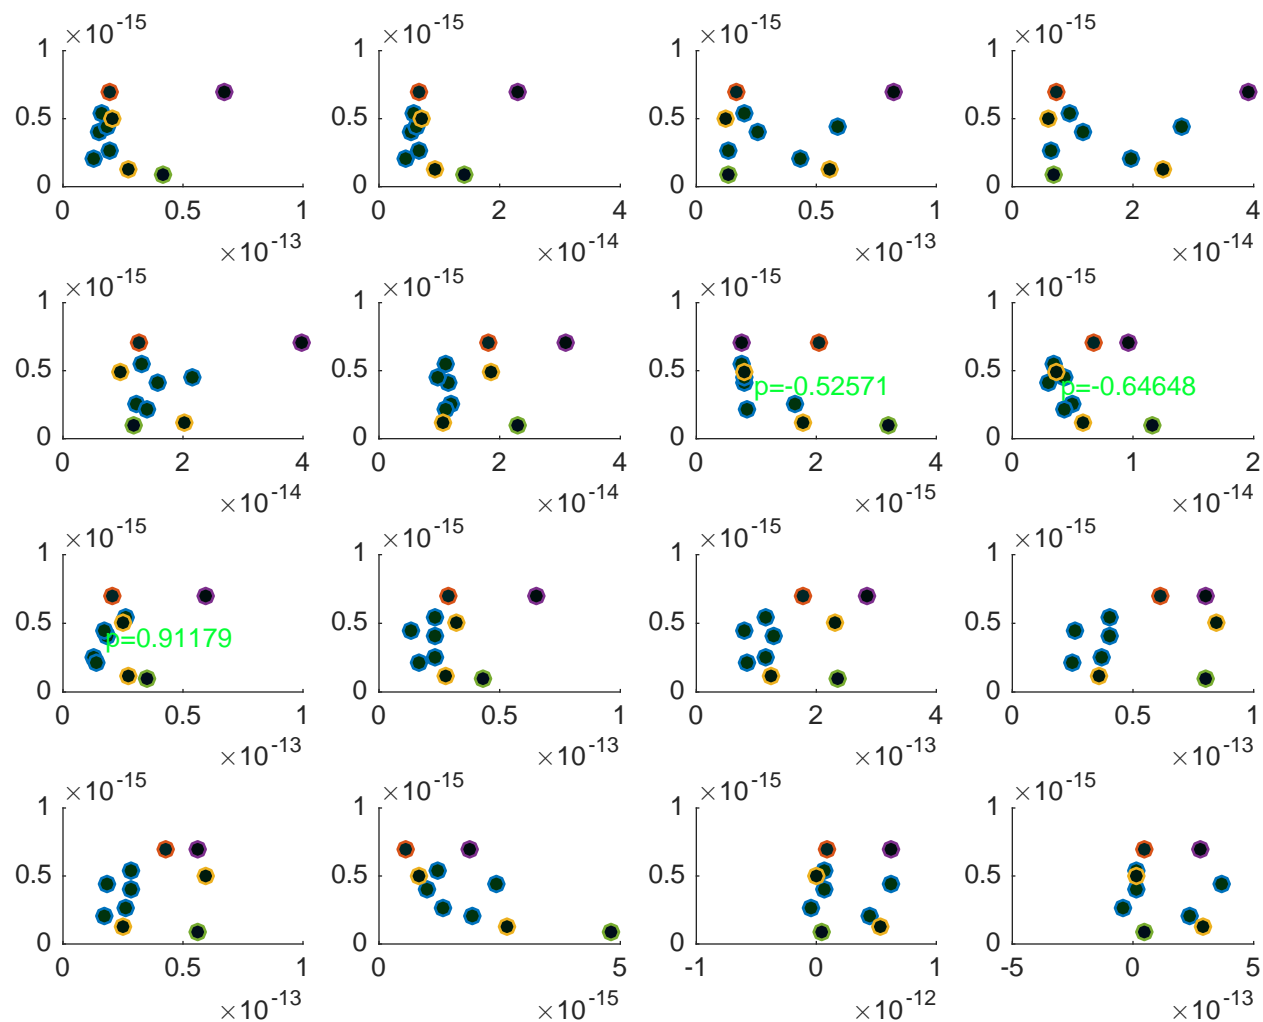 ×10-15 ×10-15 ×10-15 ×10-15
1 1 1 1
0.5 0.5 0.5 0.5
0 0 0 0
0 0.5 1 0 2 4 0 0.5 1 0 2 4
×10-13 ×10-14 ×10-13 ×10-14
×10-15 ×10-15 ×10-15 ×10-15
1 1 1 1
0.5 0.5 0.5 0.5
p=-0.52571 p=-0.64648
0 0 0 0
0 2 4 0 2 4 0 2 4 0 1 2
×10-14 ×10-14 ×10-15 ×10-14
×10-15 ×10-15 ×10-15 ×10-15
1 1 1 1
0.5 0.5 0.5 0.5
p=0.91179
0 0 0 0
0 0.5 1 0 0.5 1 0 2 4 0 0.5 1
×10-13 ×10-13 ×10-13 ×10-13
×10-15 ×10-15 ×10-15 ×10-15
1 1 1 1
0.5 0.5 0.5 0.5
0 0 0 0
0 0.5 1 0 5 -1 0 1 -5 0 5
×10-13 ×10-15 ×10-12 ×10-13